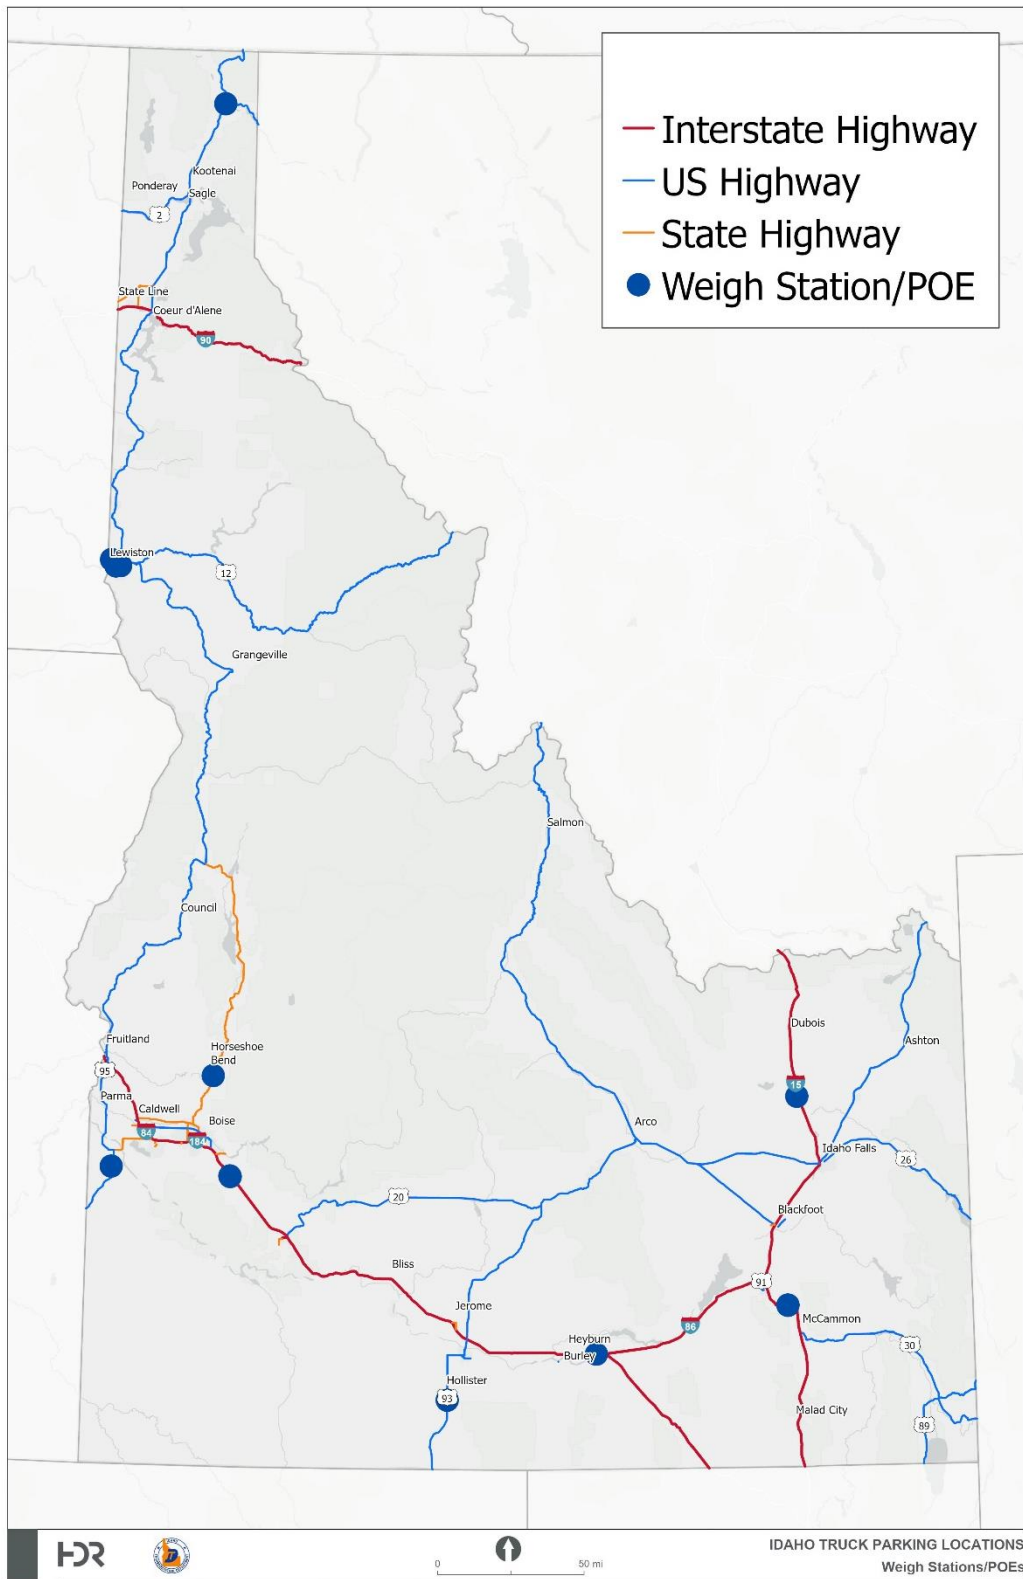 Interstate Highway
US Highway
State Highway
Weigh Station/POE
Kootenai
Ponderay
Sagle
2
State Line
Coeur d'Alene
90
Lewiston
12
Grangeville
Salmon
Council
Dubois
Fruitland
Horseshoe
Bend
Ashton
95
15
Parma
Caldwell
Boise
Arco
84
184
Idaho Falls
26
20
Blackfoot
Bliss
91
Jerome
McCammon
86
Heyburn
Burley
30
Hollister
93
Malad City
89
HDR
0
50 mi
IDAHO TRUCK PARKING LOCATIONS
Weigh Stations/POEs